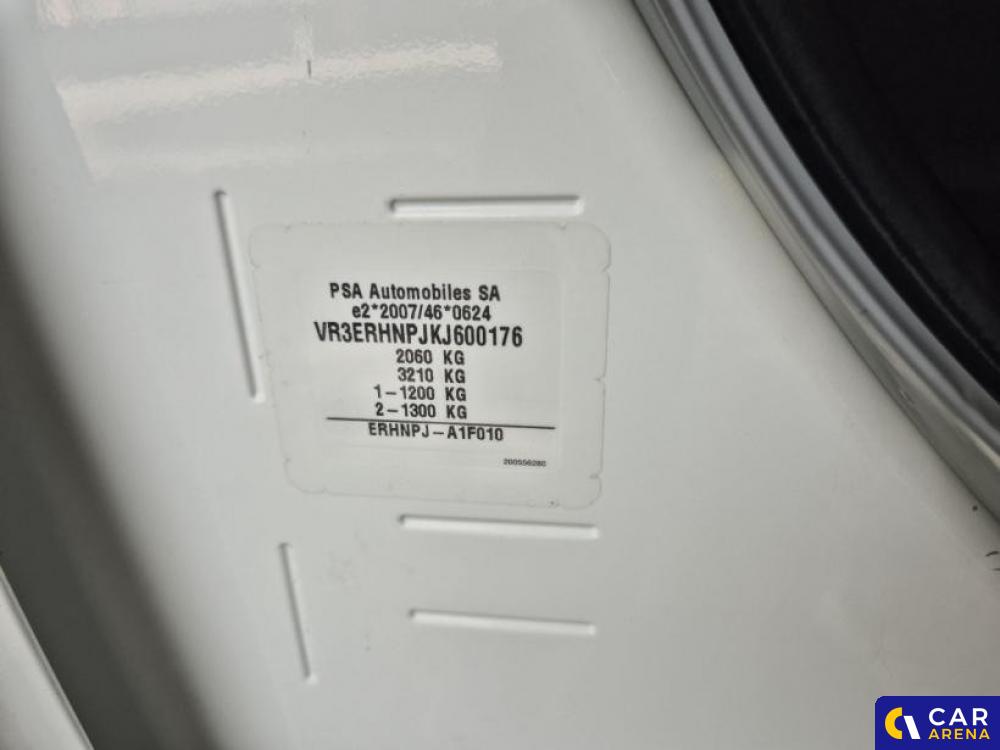 PSA Automobiles SA
e2*2007/46*0624
VR3ERHNPJKJ600176
2060 KG
3210 KG
1-1200 KG
2-1300 KG
ERHNPJ-A1F010
200556280
CAR
ARENA